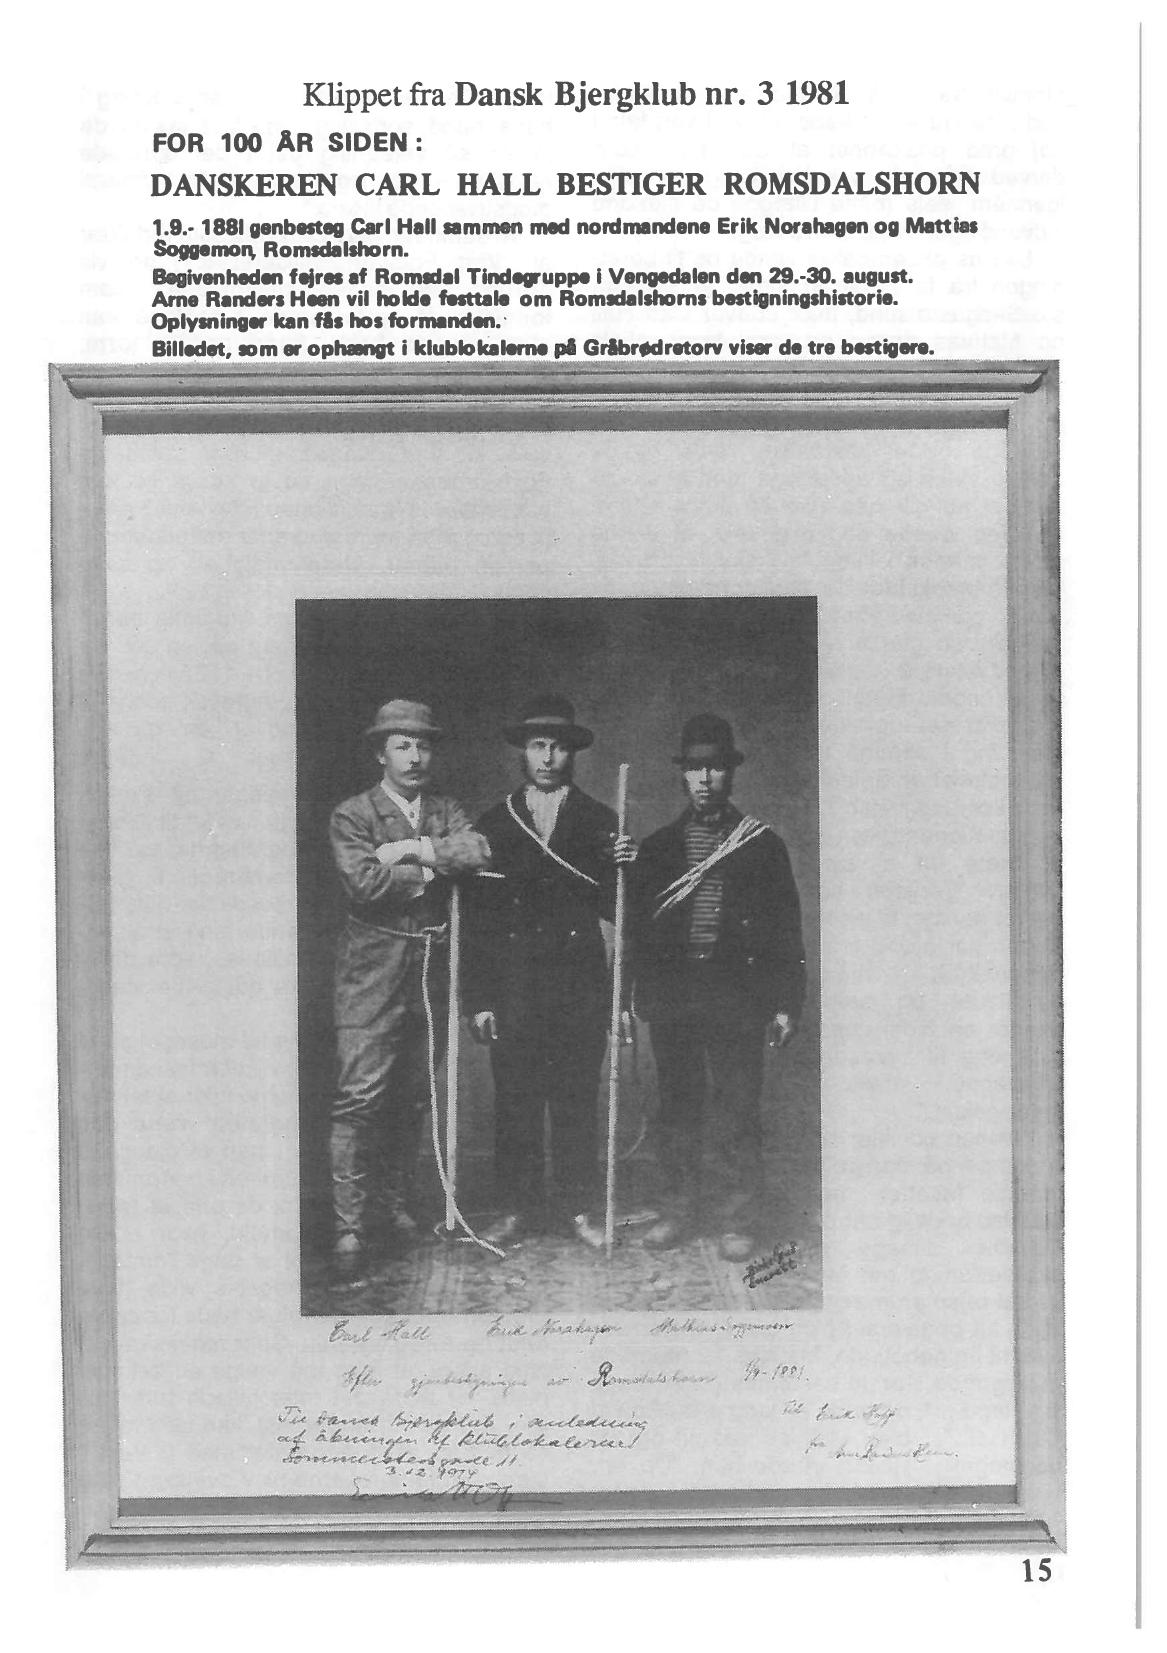 Klippet fra Dansk Bjergklub nr. 3 1981
FOR 100 ÅR SIDEN :
DANSKEREN CARL HALL BESTIGER ROMSDALSHORN
1.9.- 1881 genbesteg Carl Hall sammen med nordmandene Erik Norahagen og Mattias
Soggemon, Romsdalshorn.
Begivenheden fejres af Romsdal Tindegruppe i Vengedalen den 29.-30. august.
Arne Randers Heen vil holde festtale om Romsdalshorns bestigningshistorie.
Oplysninger kan fås hos formanden.
Billedet, som er ophængt i klublokalerne på Gråbrødretorv viser de tre bestigere.
Carl Hall Erik Norahagen Mathias Soggemoen
Efter gjenbestigningen av Romsdalshorn 1/9-1881.
Til Erik Hoff
fra Arne Randers Heen.
Til Dansk Bjergklub i anledning
af åbningen af klublokalerne
Sommerstedgade 11.
3.12.1974
15